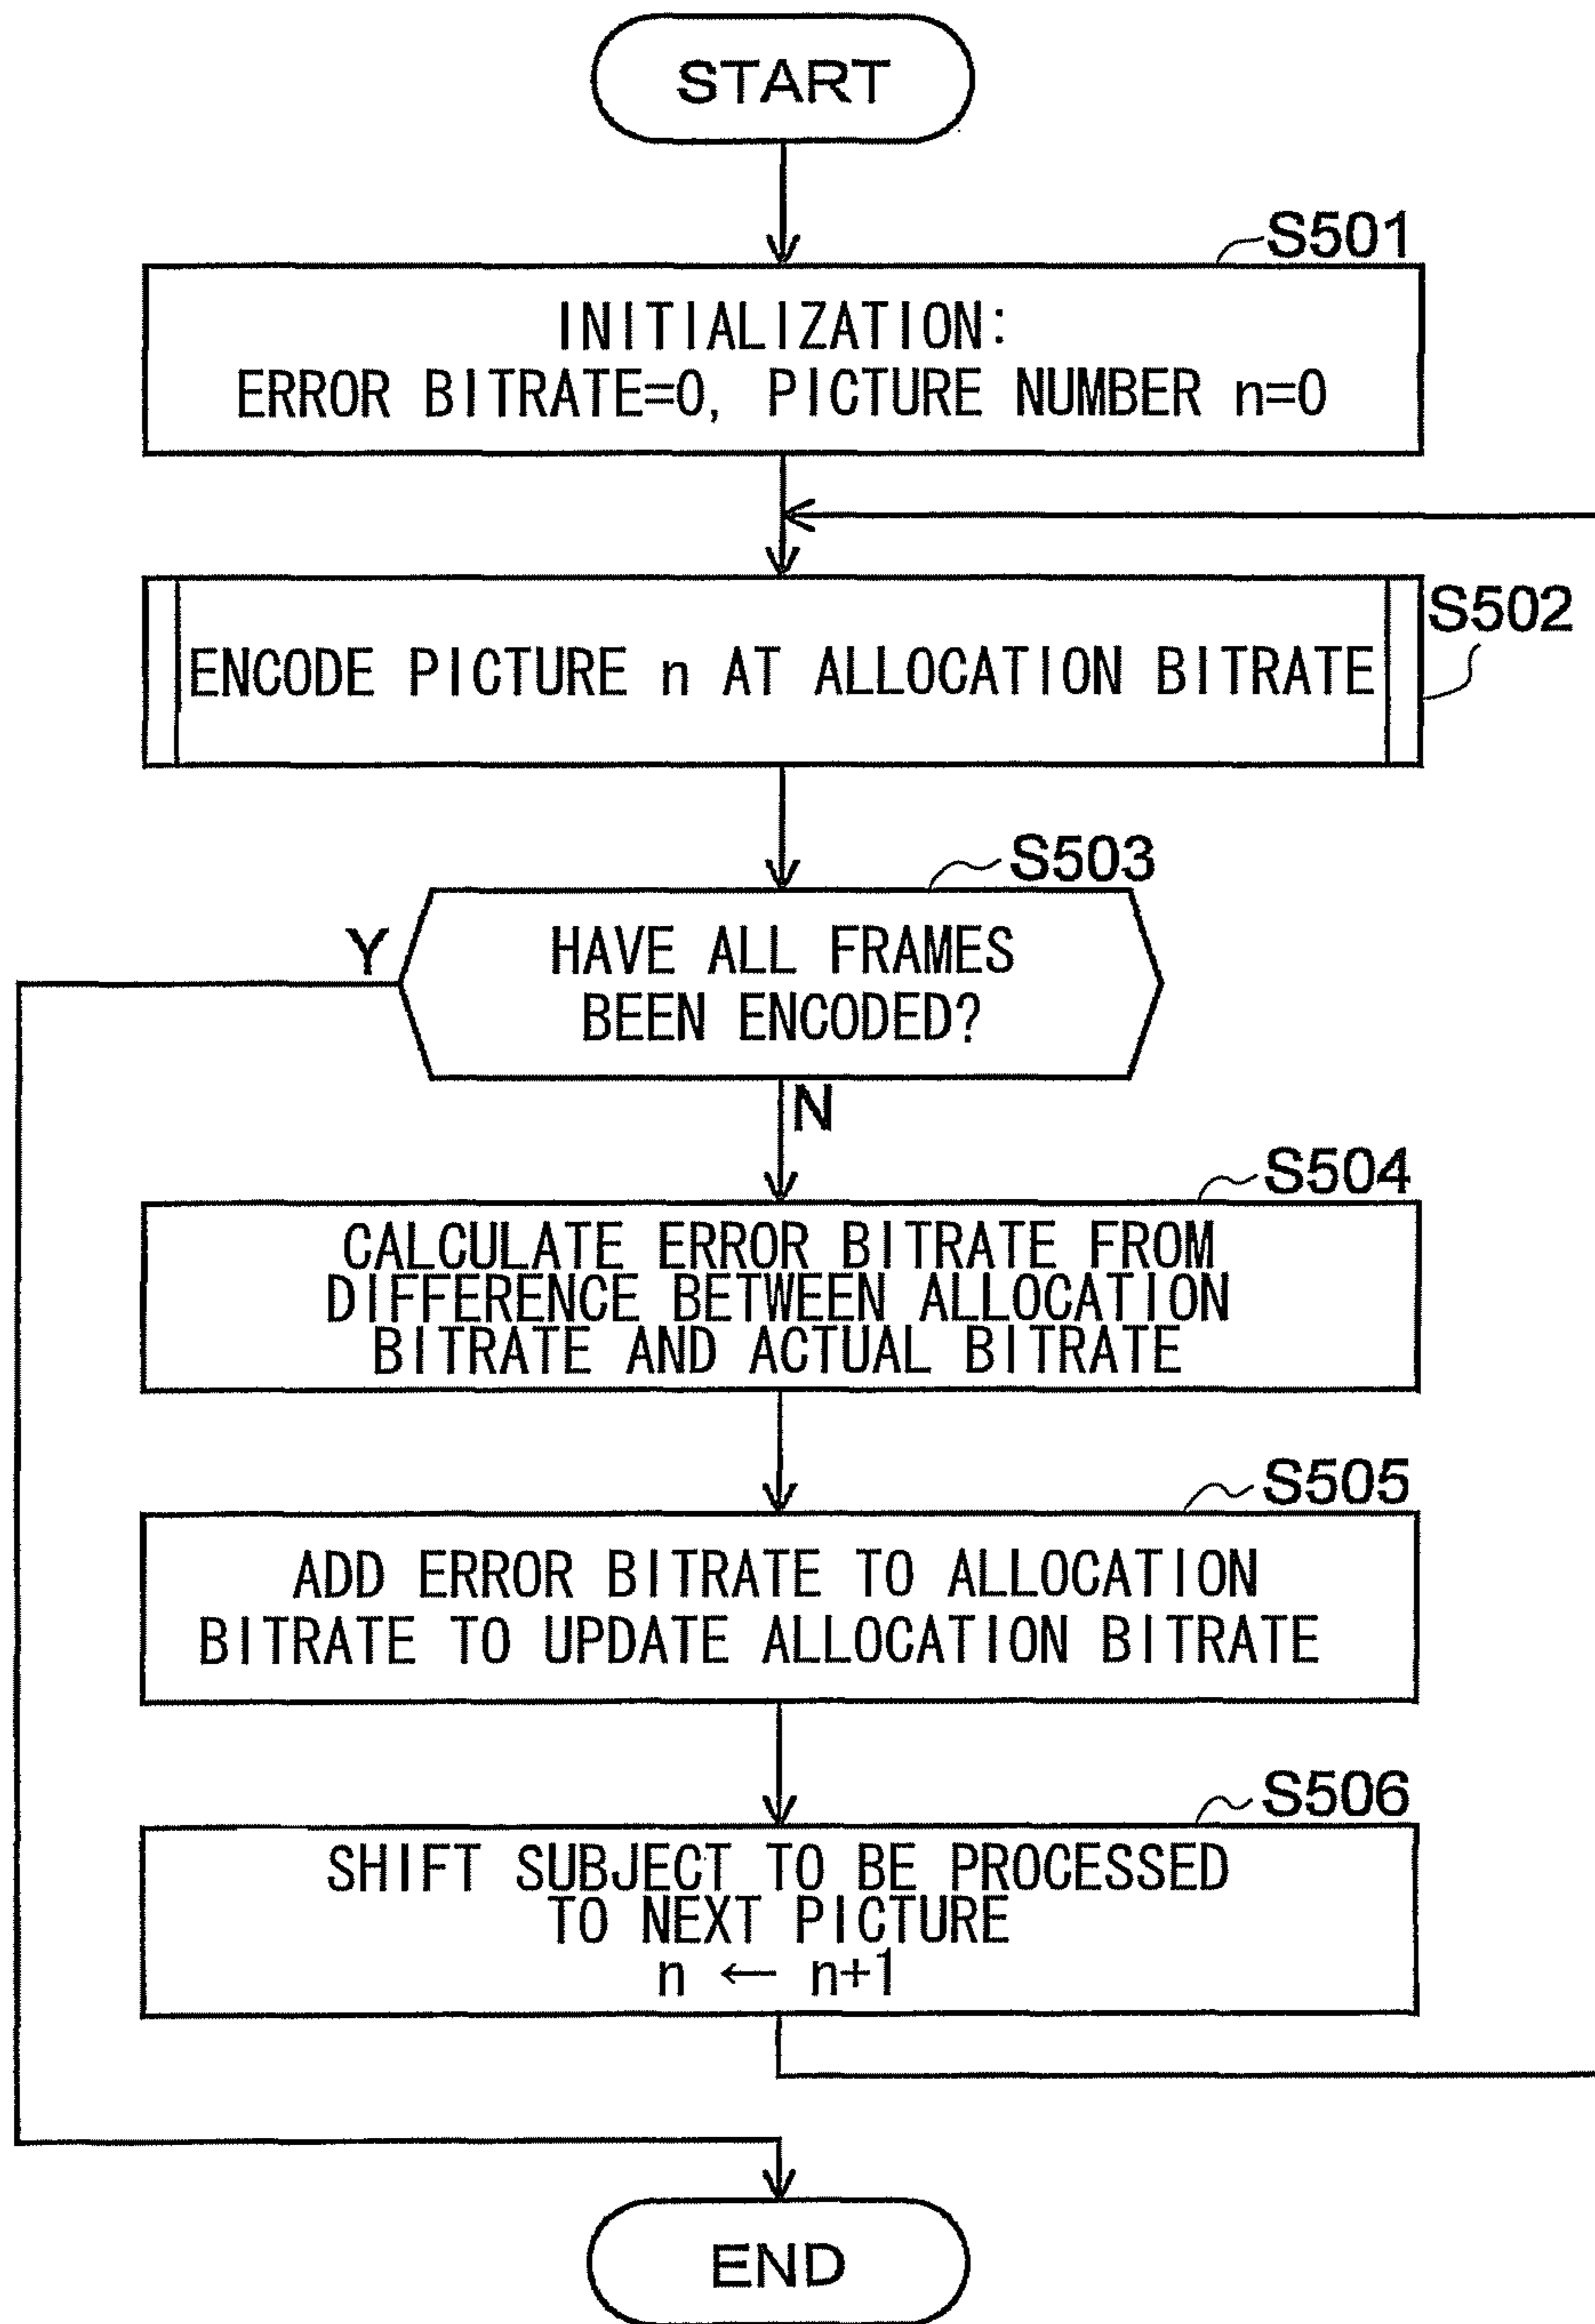 START
S501
INITIALIZATION:
ERROR BITRATE=0, PICTURE NUMBER n=0
S502
ENCODE PICTURE n AT ALLOCATION BITRATE
S503
Y
HAVE ALL FRAMES
BEEN ENCODED?
N
S504
CALCULATE ERROR BITRATE FROM
DIFFERENCE BETWEEN ALLOCATION
BITRATE AND ACTUAL BITRATE
S505
ADD ERROR BITRATE TO ALLOCATION
BITRATE TO UPDATE ALLOCATION BITRATE
S506
SHIFT SUBJECT TO BE PROCESSED
TO NEXT PICTURE
n ← n+1
END